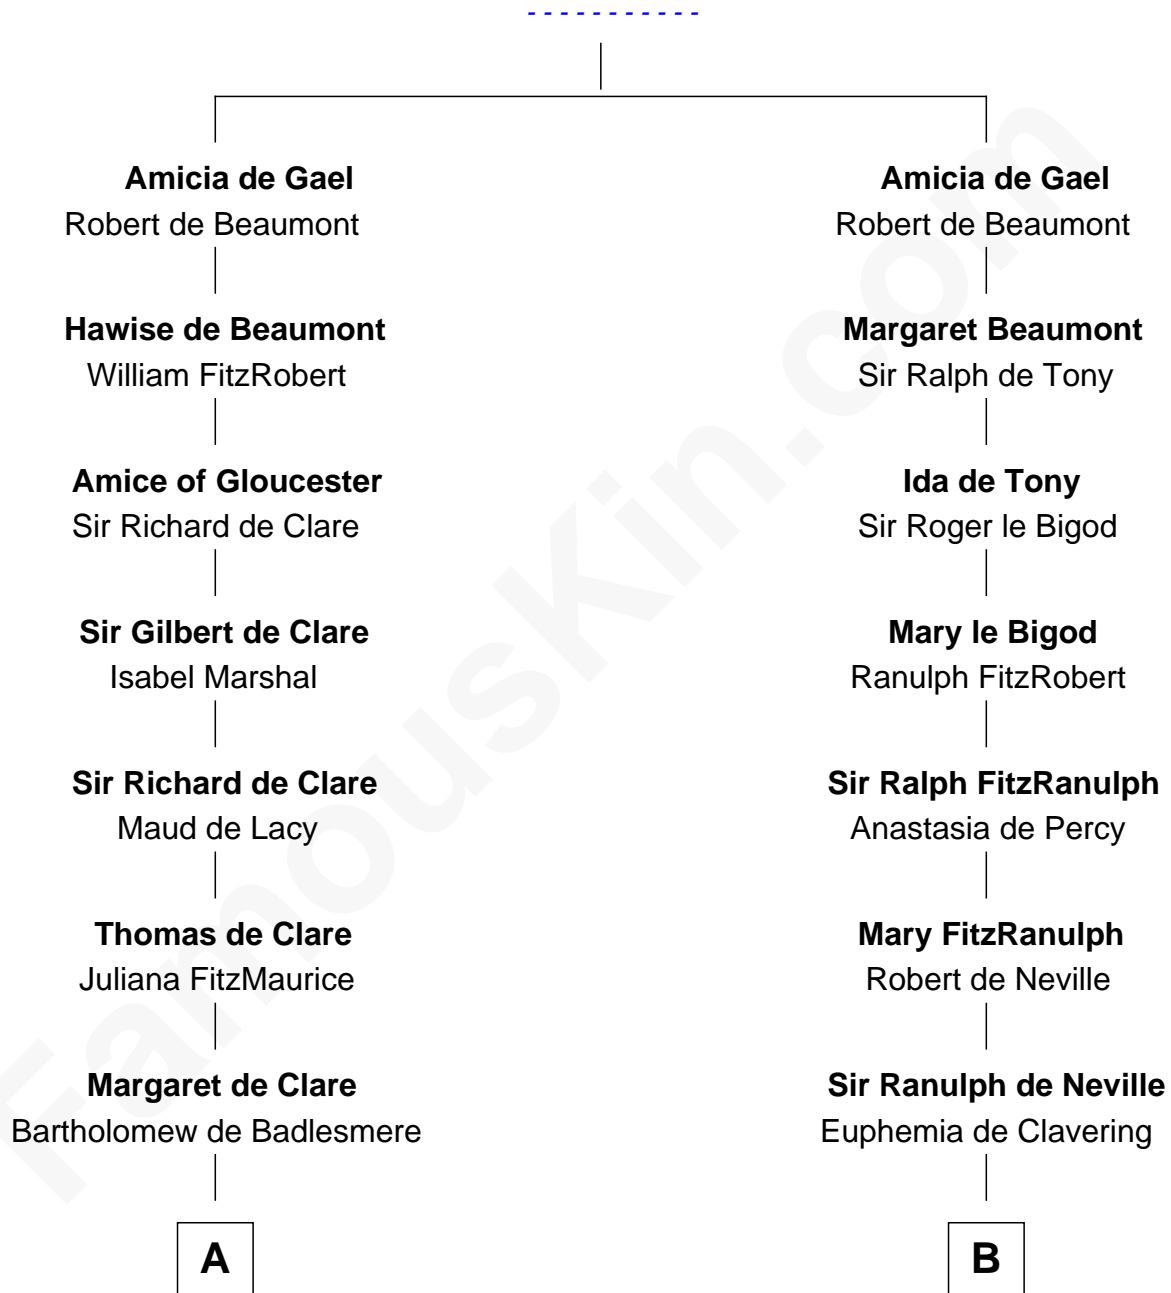 - - - - - - - - - - -
Amicia de Gael
Robert de Beaumont
Hawise de Beaumont
William FitzRobert
Amice of Gloucester
Sir Richard de Clare
Sir Gilbert de Clare
Isabel Marshal
Sir Richard de Clare
Maud de Lacy
Thomas de Clare
Juliana FitzMaurice
Margaret de Clare
Bartholomew de Badlesmere
A
Amicia de Gael
Robert de Beaumont
Margaret Beaumont
Sir Ralph de Tony
Ida de Tony
Sir Roger le Bigod
Mary le Bigod
Ranulph FitzRobert
Sir Ralph FitzRanulph
Anastasia de Percy
Mary FitzRanulph
Robert de Neville
Sir Ranulph de Neville
Euphemia de Clavering
B
FamousKin.com